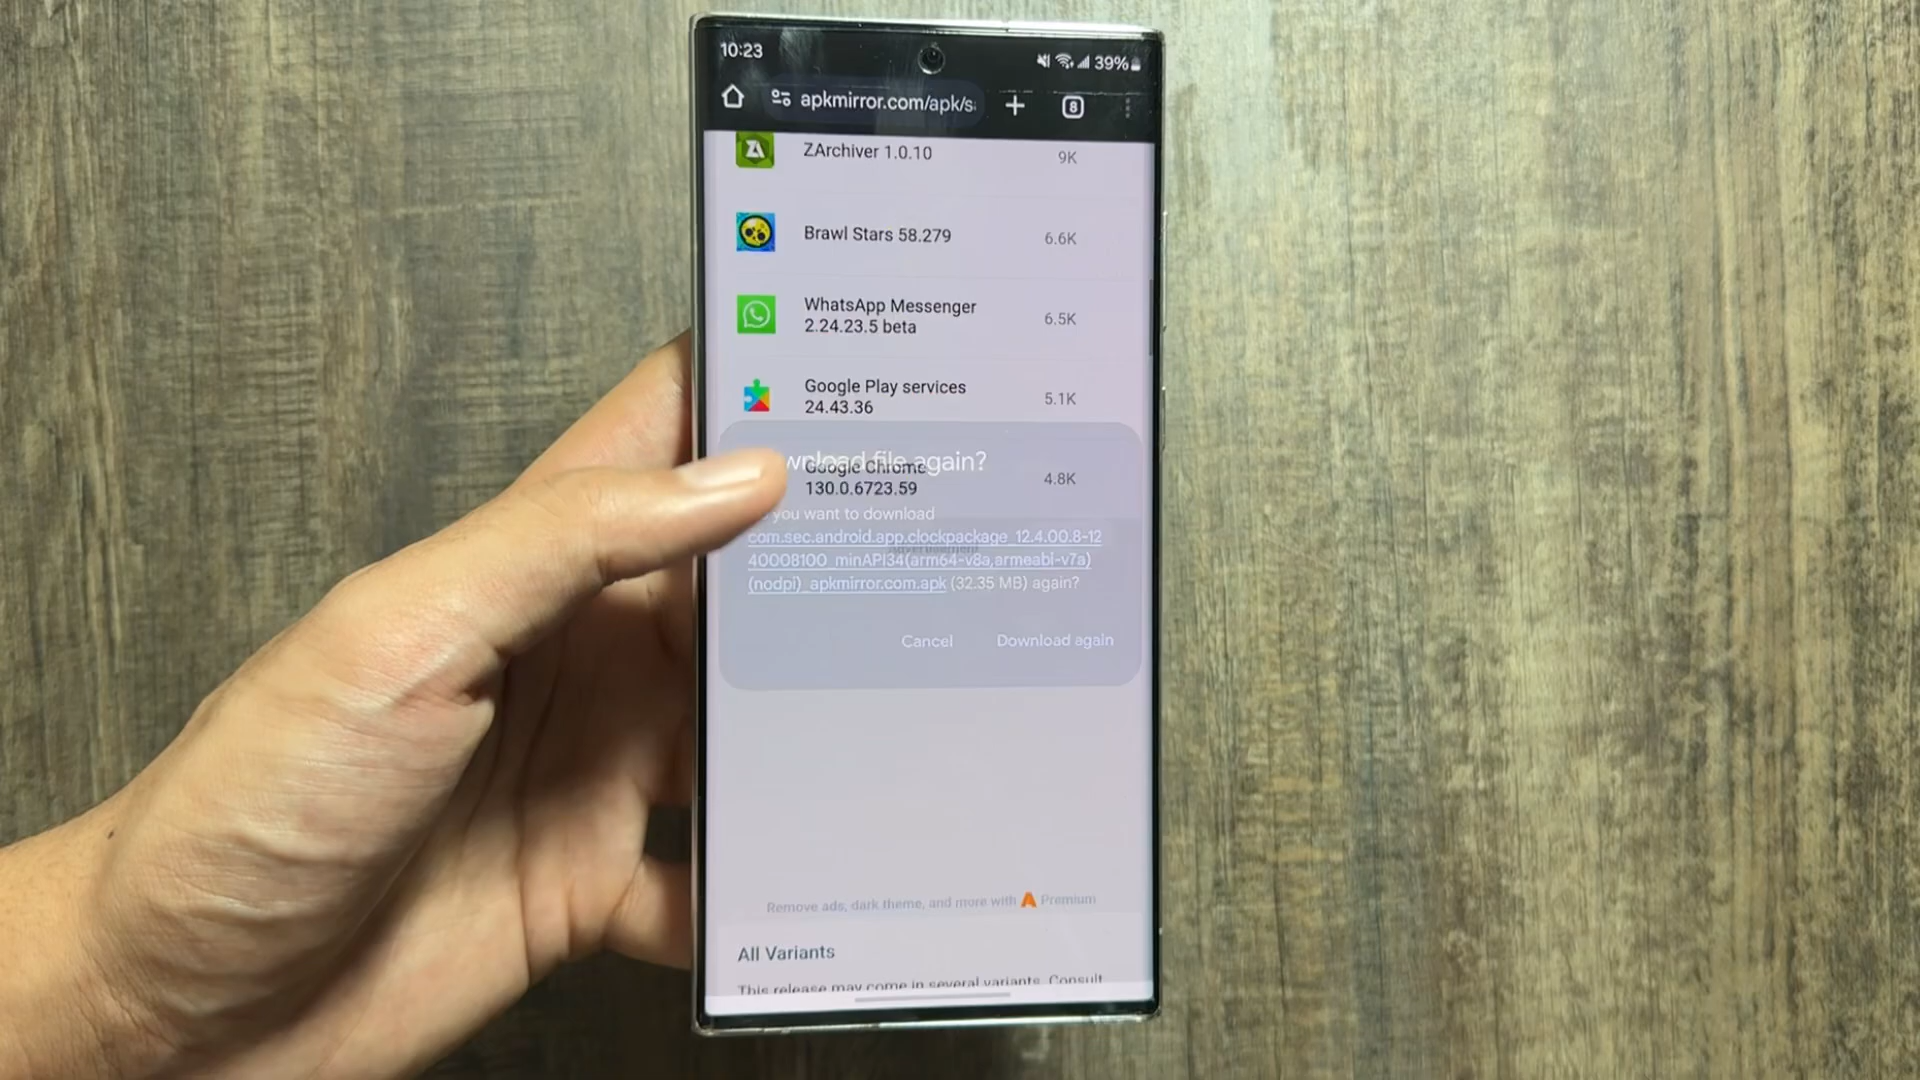 10:23
39%
apkmirror.com/apk/s
8
ZArchiver 1.0.10
9K
Brawl Stars 58.279
6.6K
WhatsApp Messenger
2.24.23.5 beta
6.5K
Google Play services
24.43.36
5.1K
file again?
Google Chrome
130.0.6723.59
4.8K
you want to download
com.sec.android.app.clockpackage_12.4.00.8-12
Advertisement
40008100_minAPI34(arm64-v8a,armeabi-v7a)
(nodpi)_apkmirror.com.apk (32.35 MB) again?
Cancel
Download again
Remove ads, dark theme, and more with Premium
All Variants
This release may come in several variants. Consult